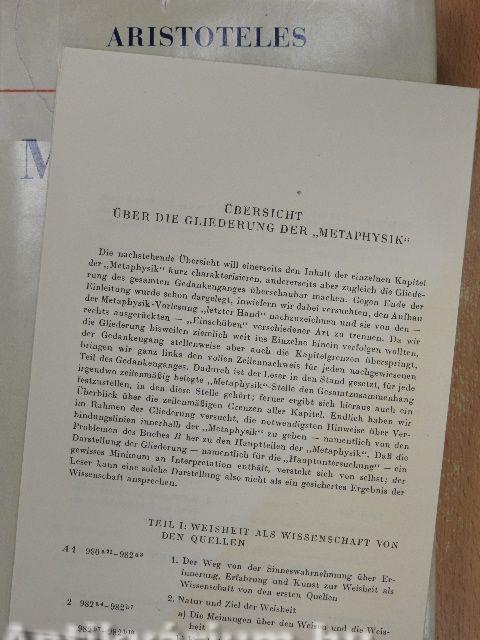 ARISTOTELES
M
ÜBERSICHT
ÜBER DIE GLIEDERUNG DER „METAPHYSIK“
Die nachstehende Übersicht will einerseits den Inhalt der einzelnen Kapitel
der „Metaphysik“ kurz charakterisieren, andererseits aber zugleich die Gliede-
rung des gesamten Gedankenganges überschaubar machen. Gegen Ende der
Einleitung wurde schon dargelegt, inwiefern wir dabei versuchten, den Aufbau
der Metaphysik-Vorlesung „letzter Hand“ nachzuzeichnen und sie von den —
rechts ausgerückten — „Einschüben“ verschiedener Art zu trennen. Da wir
die Gliederung bisweilen ziemlich weit ins Einzelne hinein verfolgen wollten,
der Gedankengang stellenweise aber auch die Kapitelgrenzen überspringt,
bringen wir ganz links den vollen Zeilennachweis für jeden nachgewiesenen
Teil des Gedankenganges. Dadurch ist der Leser in den Stand gesetzt, für jede
irgendwo zeilenmäßig belegte „Metaphysik“-Stelle den Gesamtzusammenhang
festzustellen, in den diese Stelle gehört; ferner ergibt sich hieraus auch ein
Überblick über die zeilenmäßigen Grenzen aller Kapitel. Endlich haben wir
im Rahmen der Gliederung versucht, die notwendigsten Hinweise über Ver-
bindungslinien innerhalb der „Metaphysik“ zu geben — namentlich von den
Problemen des Buches B her zu den Hauptteilen der „Metaphysik“. Daß die
Darstellung der Gliederung — namentlich für die „Hauptuntersuchung“ — ein
gewisses Minimum an Interpretation enthält, versteht sich von selbst; der
Leser kann eine solche Darstellung also nicht als ein gesichertes Ergebnis der
Wissenschaft ansprechen.
TEIL I: WEISHEIT ALS WISSENSCHAFT VON
DEN QUELLEN
A 1 980 a 21–982 a 3 1. Der Weg von der Sinneswahrnehmung über Er-
innerung, Erfahrung und Kunst zur Weisheit als
Wissenschaft von den ersten Quellen
2 982 a 4–982 b 7 2. Natur und Ziel der Weisheit
a) Die Meinungen über den Weisen und die Weis-
heit